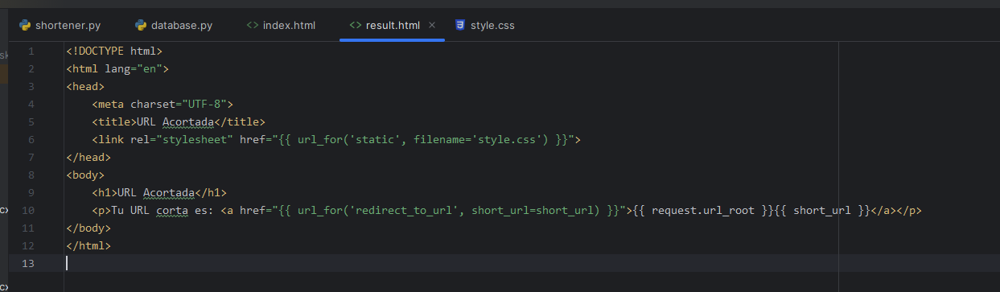 shortener.py database.py <> index.html <> result.html × style.css
1 <!DOCTYPE html>
2 <html lang="en">
3 <head>
4     <meta charset="UTF-8">
5     <title>URL Acortada</title>
6     <link rel="stylesheet" href="{{ url_for('static', filename='style.css') }}">
7 </head>
8 <body>
9     <h1>URL Acortada</h1>
10     <p>Tu URL corta es: <a href="{{ url_for('redirect_to_url', short_url=short_url) }}">{{ request.url_root }}{{ short_url }}</a></p>
11 </body>
12 </html>
13